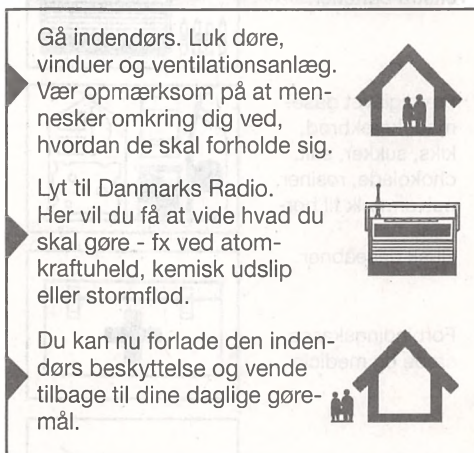 Gå indendørs. Luk døre,
vinduer og ventilationsanlæg.
Vær opmærksom på at men-
nesker omkring dig ved,
hvordan de skal forholde sig.
Lyt til Danmarks Radio.
Her vil du få at vide hvad du
skal gøre - fx ved atom-
kraftuheld, kemisk udslip
eller stormflod.
Du kan nu forlade den inden-
dørs beskyttelse og vende
tilbage til dine daglige gøre-
mål.